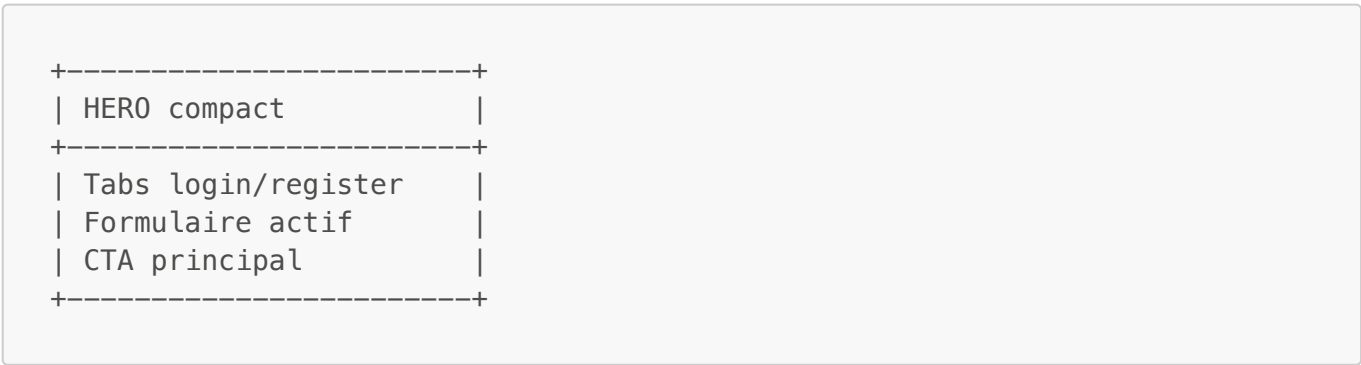 +------------------------+
| HERO compact           |
+------------------------+
| Tabs login/register    |
| Formulaire actif       |
| CTA principal          |
+------------------------+